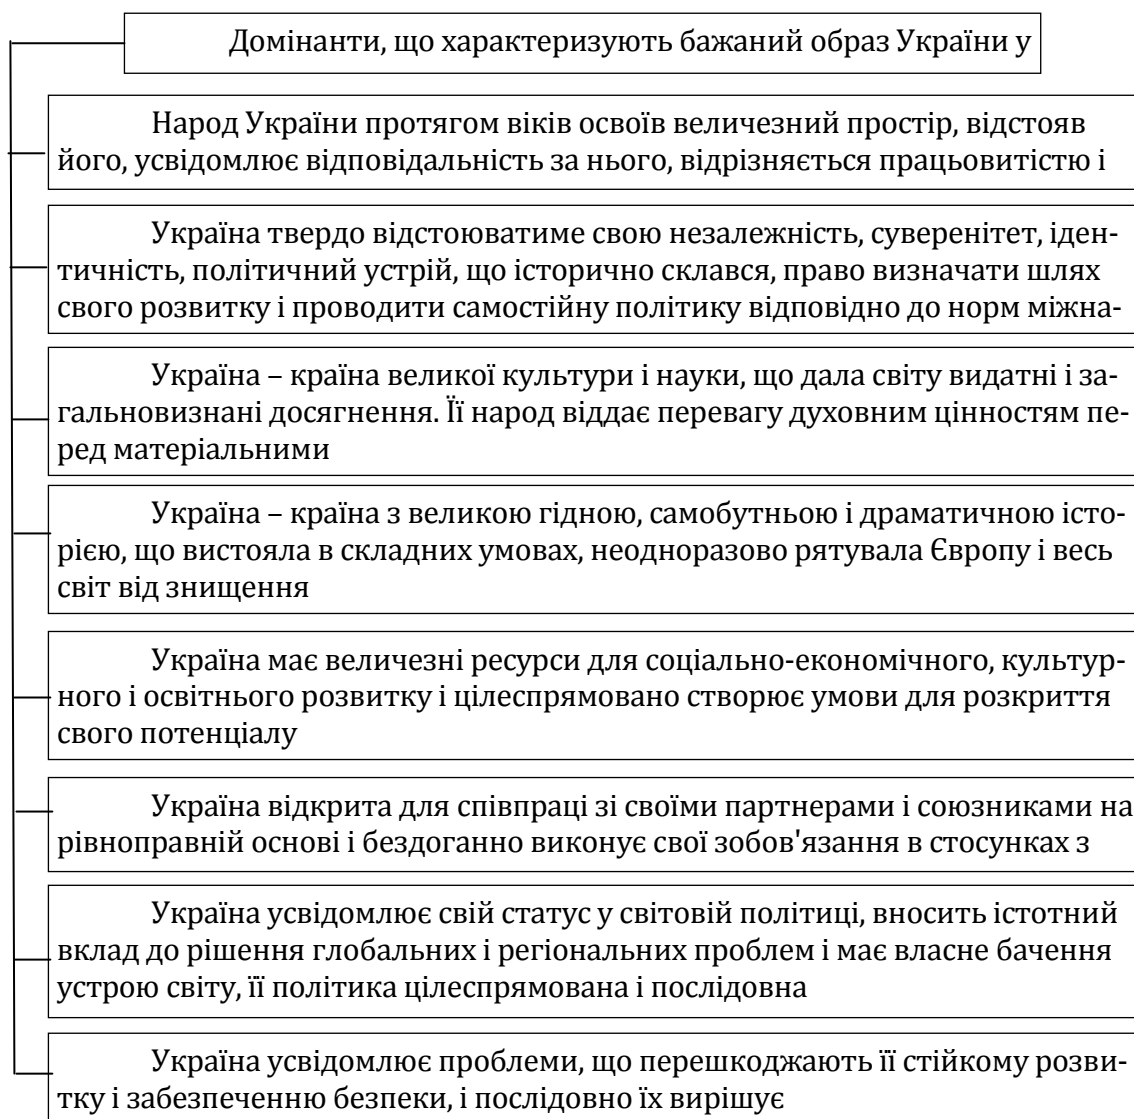 Домінанти, що характеризують бажаний образ України у
Народ України протягом віків освоїв величезний простір, відстояв
його, усвідомлює відповідальність за нього, відрізняється працьовитістю і
Україна твердо відстоюватиме свою незалежність, суверенітет, іден-
тичність, політичний устрій, що історично склався, право визначати шлях
свого розвитку і проводити самостійну політику відповідно до норм міжна-
Україна – країна великої культури і науки, що дала світу видатні і за-
гальновизнані досягнення. Її народ віддає перевагу духовним цінностям пе-
ред матеріальними
Україна – країна з великою гідною, самобутньою і драматичною істо-
рією, що вистояла в складних умовах, неодноразово рятувала Європу і весь
світ від знищення
Україна має величезні ресурси для соціально-економічного, культур-
ного і освітнього розвитку і цілеспрямовано створює умови для розкриття
свого потенціалу
Україна відкрита для співпраці зі своїми партнерами і союзниками на
рівноправній основі і бездоганно виконує свої зобов'язання в стосунках з
Україна усвідомлює свій статус у світовій політиці, вносить істотний
вклад до рішення глобальних і регіональних проблем і має власне бачення
устрою світу, її політика цілеспрямована і послідовна
Україна усвідомлює проблеми, що перешкоджають її стійкому розви-
тку і забезпеченню безпеки, і послідовно їх вирішує